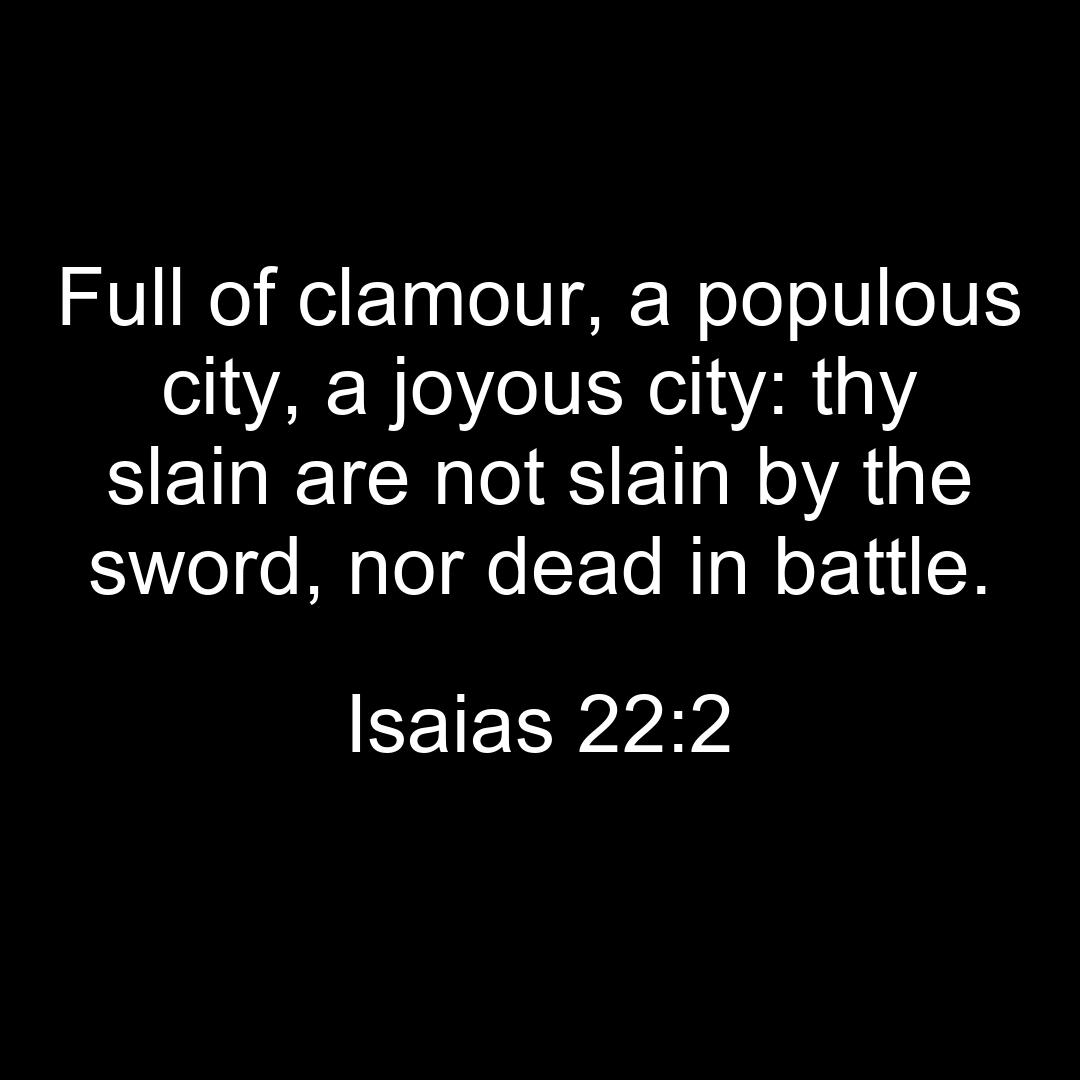 Full of clamour, a populous
city, a joyous city: thy
slain are not slain by the
sword, nor dead in battle.
Isaias 22:2